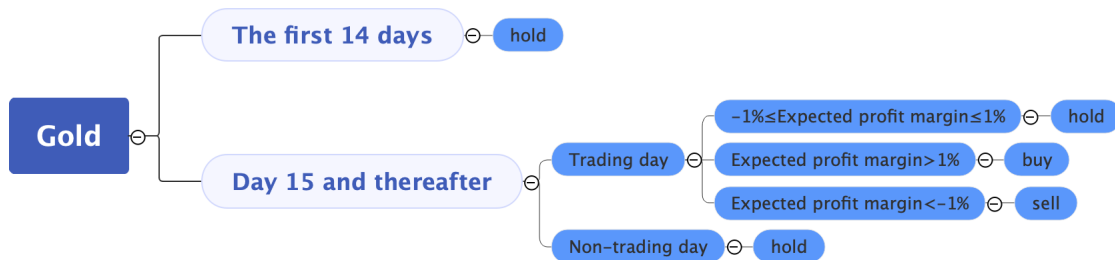 Gold
The first 14 days
hold
Day 15 and thereafter
Trading day
-1%≤Expected profit margin≤1%
hold
Expected profit margin>1%
buy
Expected profit margin<-1%
sell
Non-trading day
hold